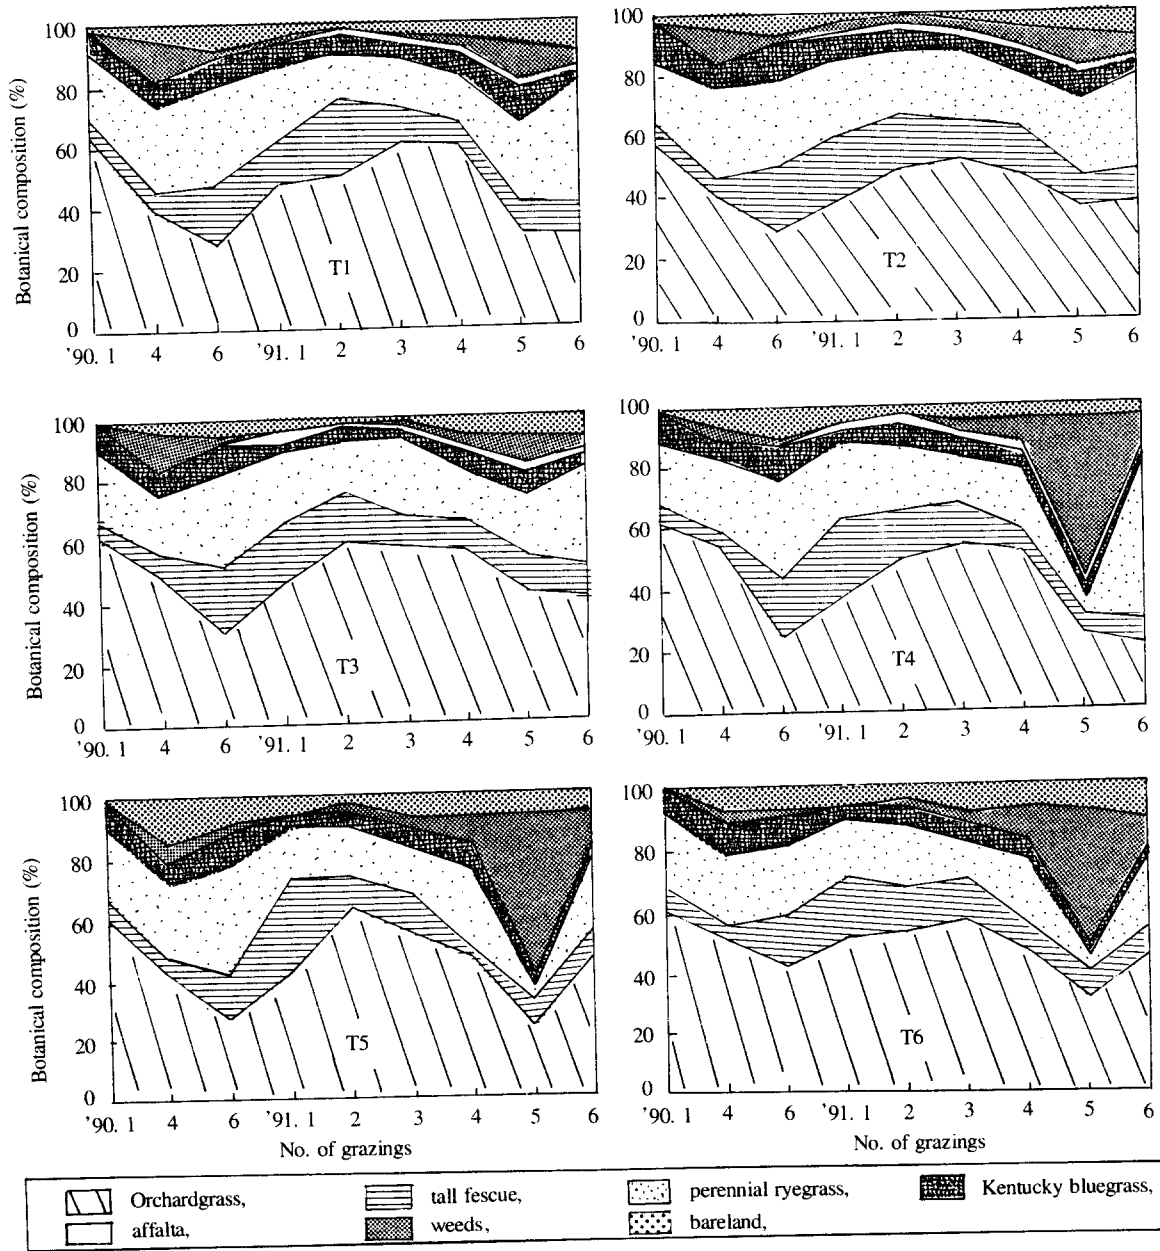 Botanical composition (%)
100
80
60
40
20
0
T1
'90. 1 4 6 '91. 1 2 3 4 5 6
100
80
60
40
20
0
T2
'90. 1 4 6 '91. 1 2 3 4 5 6
Botanical composition (%)
100
80
60
40
20
0
T3
'90. 1 4 6 '91. 1 2 3 4 5 6
100
80
60
40
20
0
T4
'90. 1 4 6 '91. 1 2 3 4 5 6
Botanical composition (%)
100
80
60
40
20
0
T5
'90. 1 4 6 '91. 1 2 3 4 5 6
No. of grazings
100
80
60
40
20
0
T6
'90. 1 4 6 '91. 1 2 3 4 5 6
No. of grazings
Orchardgrass, tall fescue, perennial ryegrass, Kentucky bluegrass,
affalta, weeds, bareland,